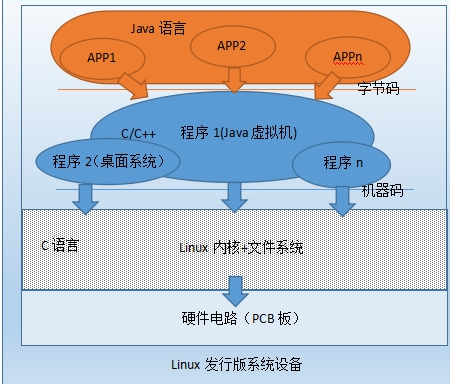 Java 语言
APP1
APP2
APPn
字节码
C/C++
程序 1(Java 虚拟机)
程序 2（桌面系统）
程序 n
机器码
C 语言
Linux 内核+文件系统
硬件电路（PCB 板）
Linux 发行版系统设备